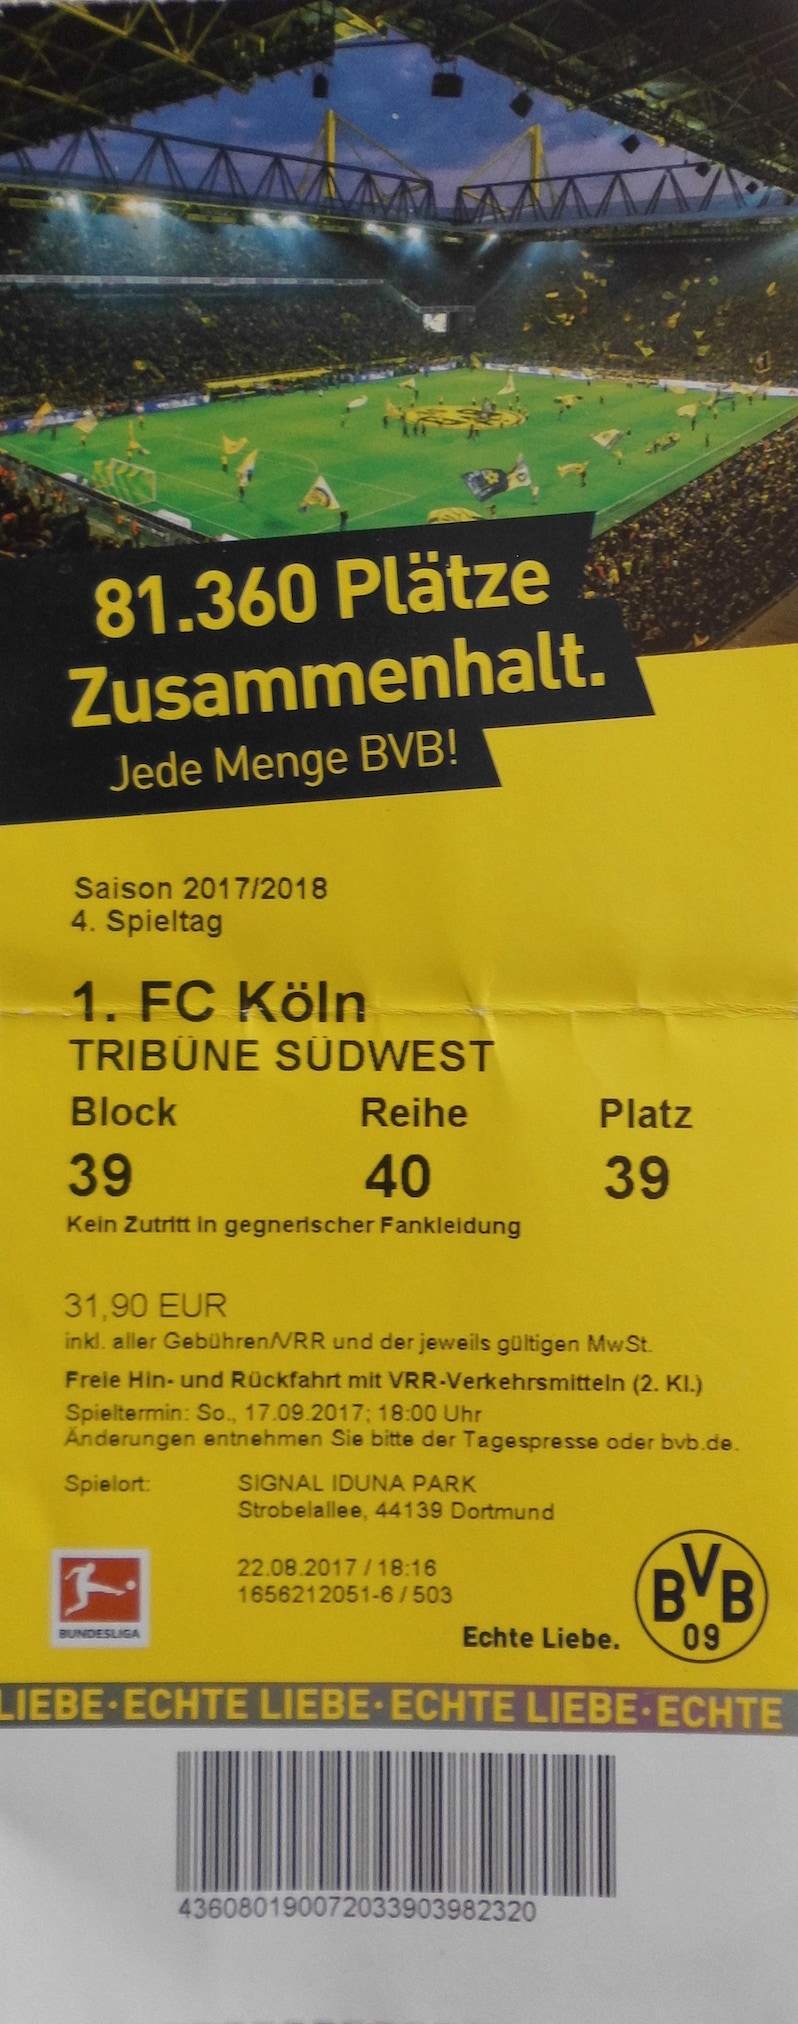 81.360 Plätze
Zusammenhalt.
Jede Menge BVB!
Saison 2017/2018
4. Spieltag
1. FC Köln
TRIBÜNE SÜDWEST
Block Reihe Platz
39 40 39
Kein Zutritt in gegnerischer Fankleidung
31,90 EUR
inkl. aller Gebühren/VRR und der jeweils gültigen MwSt.
Freie Hin- und Rückfahrt mit VRR-Verkehrsmitteln (2. Kl.)
Spieltermin: So., 17.09.2017; 18:00 Uhr
Änderungen entnehmen Sie bitte der Tagespresse oder bvb.de.
Spielort: SIGNAL IDUNA PARK
Strobelallee, 44139 Dortmund
22.08.2017 / 18:16
1656212051-6 / 503
BUNDESLIGA
Echte Liebe.
BVB
09
LIEBE · ECHTE LIEBE · ECHTE LIEBE · ECHTE
436080190072033903982320